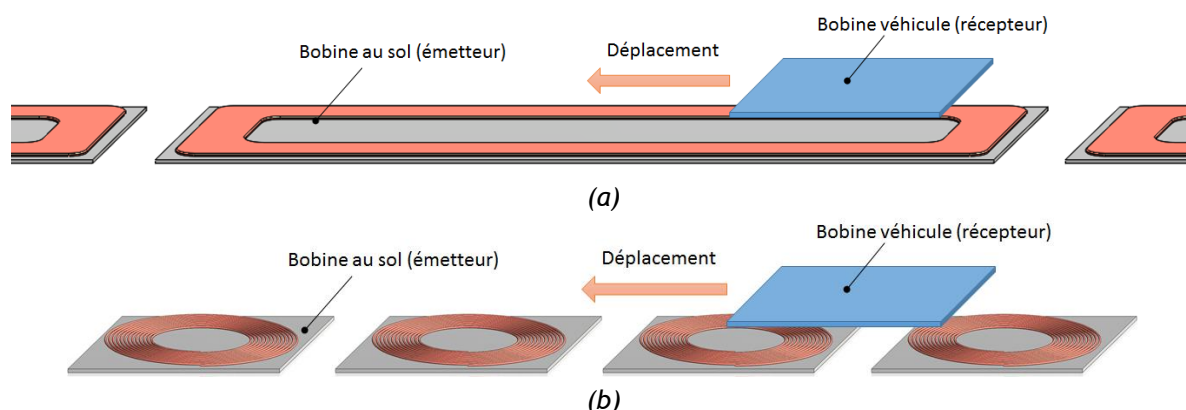 Bobine véhicule (récepteur)
Bobine au sol (émetteur)
Déplacement
(a)
Bobine véhicule (récepteur)
Bobine au sol (émetteur)
Déplacement
(b)